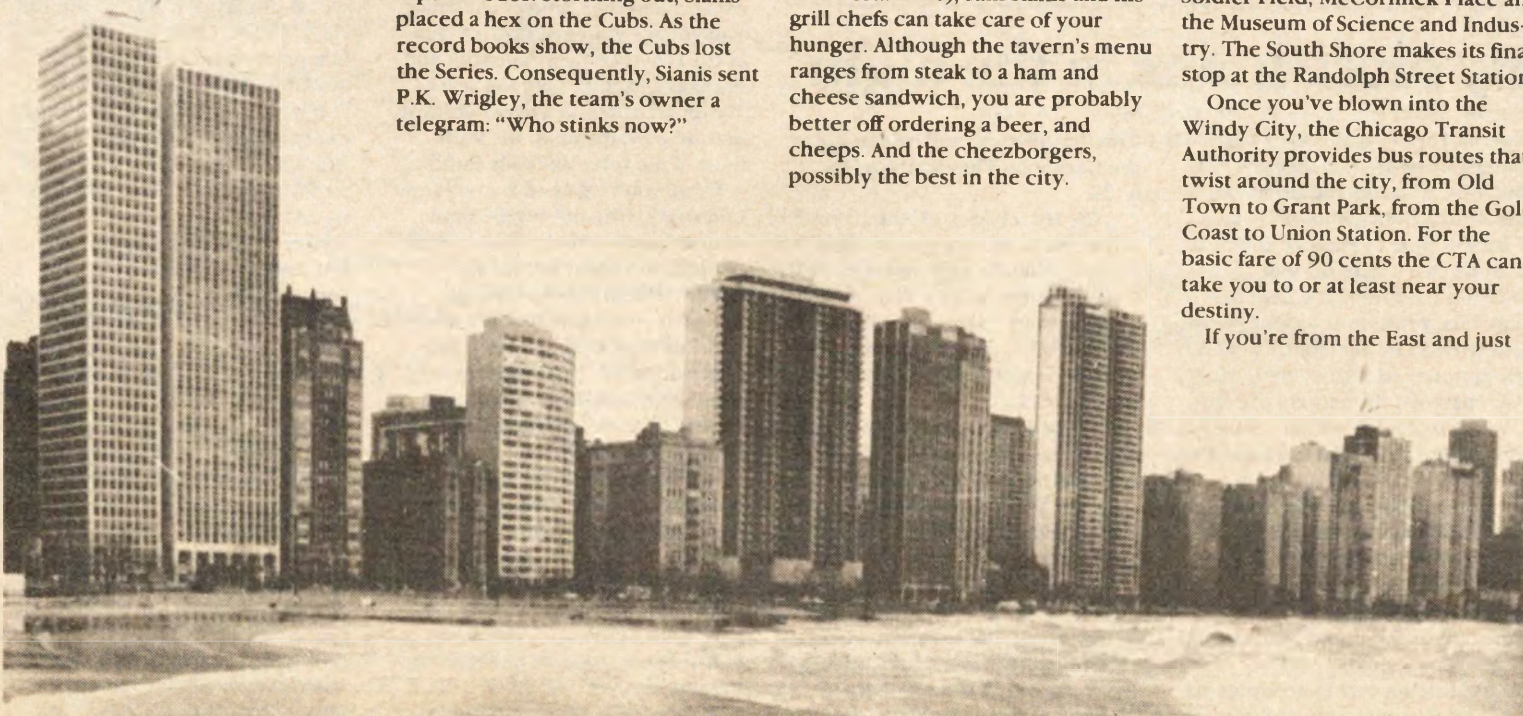 placed a hex on the Cubs. As the
record books show, the Cubs lost
the Series. Consequently, Sianis sent
P.K. Wrigley, the team's owner a
telegram: "Who stinks now?"
grill chefs can take care of your
hunger. Although the tavern's menu
ranges from steak to a ham and
cheese sandwich, you are probably
better off ordering a beer, and
cheeps. And the cheezborgers,
possibly the best in the city.
Soldier Field, McCormick Place an
the Museum of Science and Indus-
try. The South Shore makes its fina
stop at the Randolph Street Station
Once you've blown into the
Windy City, the Chicago Transit
Authority provides bus routes tha
twist around the city, from Old
Town to Grant Park, from the Gol
Coast to Union Station. For the
basic fare of 90 cents the CTA can
take you to or at least near your
destiny.
If you're from the East and just